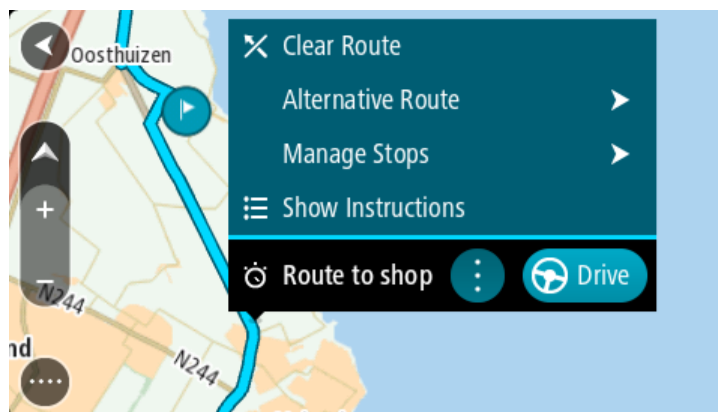 Oosthuizen
Clear Route
Alternative Route
Manage Stops
Show Instructions
Route to shop
Drive
N244
nd
N244